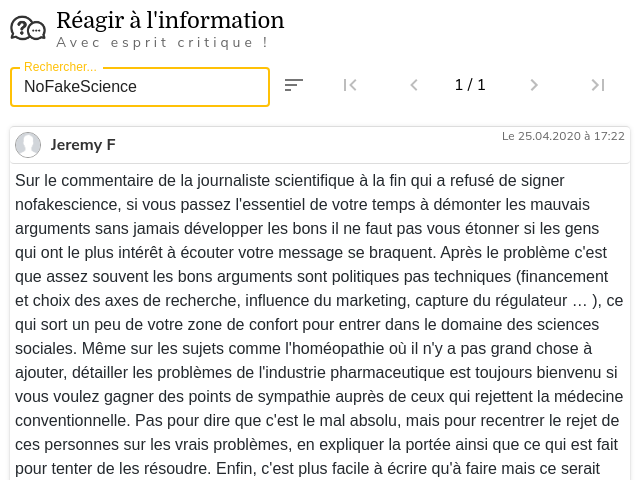 Réagir à l'information
Avec esprit critique !
Rechercher...
NoFakeScience
1 / 1
Jeremy F
Le 25.04.2020 à 17:22
Sur le commentaire de la journaliste scientifique à la fin qui a refusé de signer
nofakescience, si vous passez l'essentiel de votre temps à démonter les mauvais
arguments sans jamais développer les bons il ne faut pas vous étonner si les gens
qui ont le plus intérêt à écouter votre message se braquent. Après le problème c'est
que assez souvent les bons arguments sont politiques pas techniques (financement
et choix des axes de recherche, influence du marketing, capture du régulateur … ), ce
qui sort un peu de votre zone de confort pour entrer dans le domaine des sciences
sociales. Même sur les sujets comme l'homéopathie où il n'y a pas grand chose à
ajouter, détailler les problèmes de l'industrie pharmaceutique est toujours bienvenu si
vous voulez gagner des points de sympathie auprès de ceux qui rejettent la médecine
conventionnelle. Pas pour dire que c'est le mal absolu, mais pour recentrer le rejet de
ces personnes sur les vrais problèmes, en expliquer la portée ainsi que ce qui est fait
pour tenter de les résoudre. Enfin, c'est plus facile à écrire qu'à faire mais ce serait